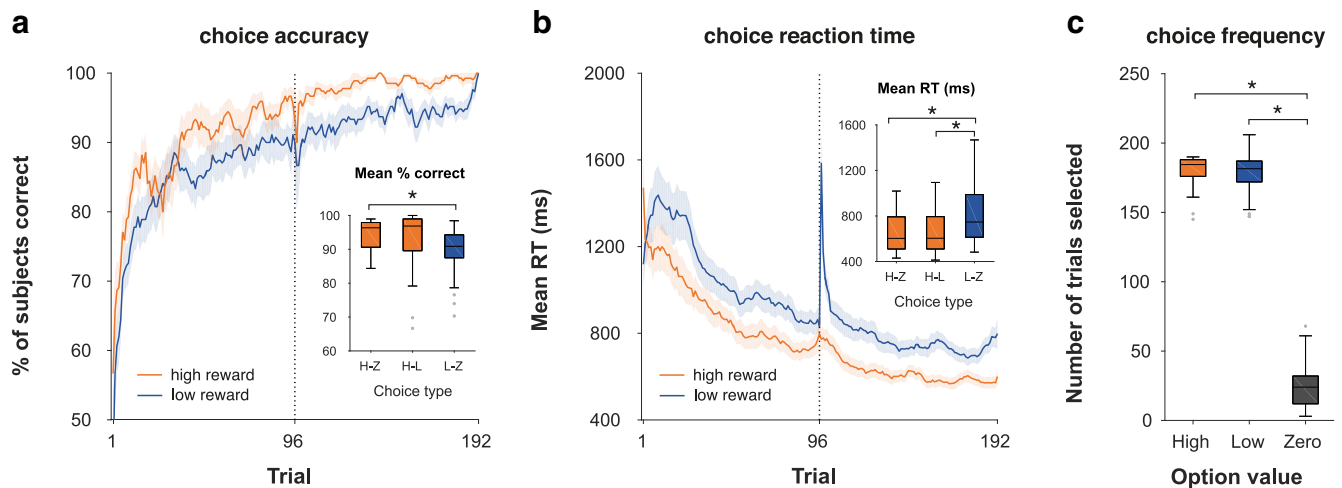 a
choice accuracy
% of subjects correct
100
90
80
70
60
50
1
96
192
Trial
high reward
low reward
Mean % correct
*
100
90
80
70
60
H-Z
H-L
L-Z
Choice type
b
choice reaction time
Mean RT (ms)
2000
1600
1200
800
400
1
96
192
Trial
high reward
low reward
Mean RT (ms)
*
*
1600
1200
800
400
H-Z
H-L
L-Z
Choice type
c
choice frequency
Number of trials selected
250
200
150
100
50
0
*
*
High
Low
Zero
Option value